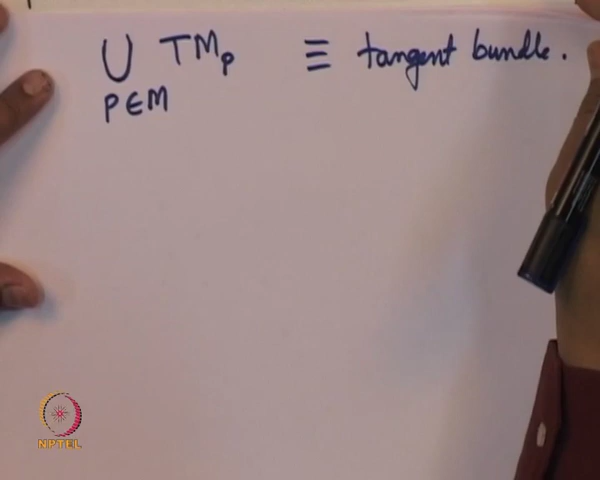 ⋃ TMₚ ≡ tangent bundle.
P∈M
NPTEL